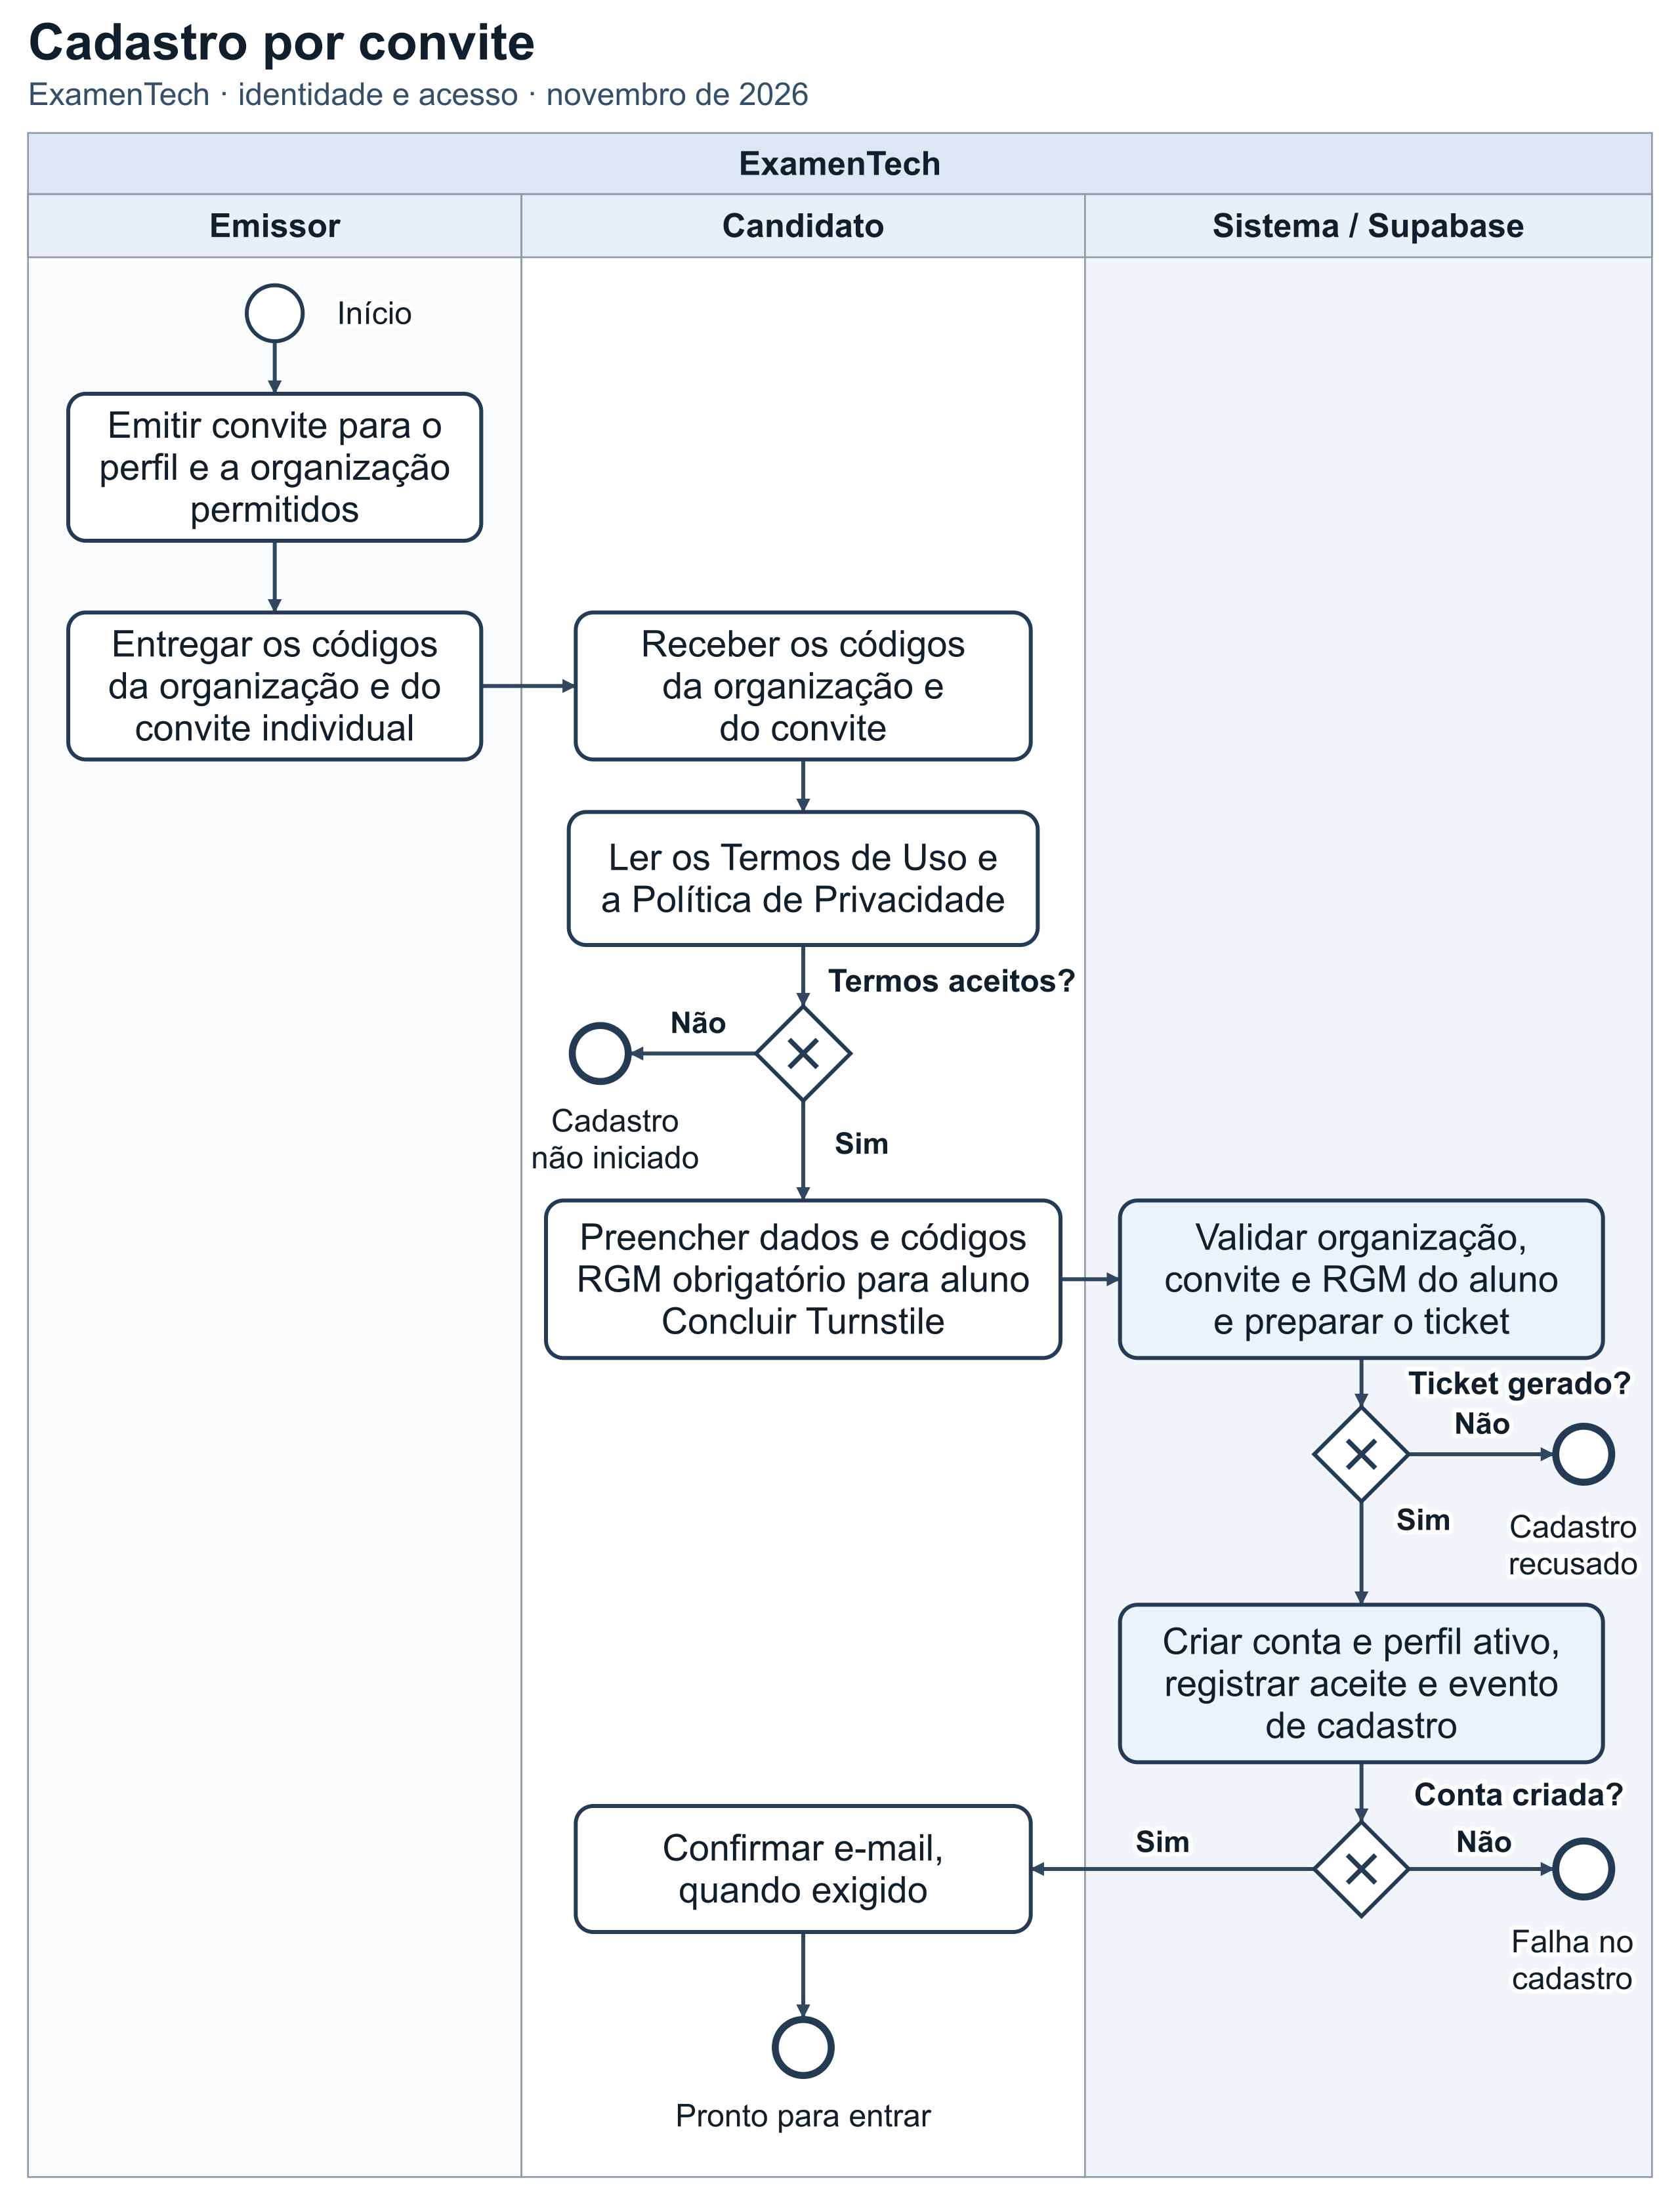 Cadastro por convite
ExamenTech · identidade e acesso · novembro de 2026
ExamenTech
Emissor
Candidato
Sistema / Supabase
Início
Emitir convite para o
perfil e a organização
permitidos
Entregar os códigos
da organização e do
convite individual
Receber os códigos
da organização e
do convite
Ler os Termos de Uso e
a Política de Privacidade
Termos aceitos?
Não
Cadastro
não iniciado
Sim
Preencher dados e códigos
RGM obrigatório para aluno
Concluir Turnstile
Validar organização,
convite e RGM do aluno
e preparar o ticket
Ticket gerado?
Não
Cadastro
recusado
Sim
Criar conta e perfil ativo,
registrar aceite e evento
de cadastro
Conta criada?
Não
Falha no
cadastro
Sim
Confirmar e-mail,
quando exigido
Pronto para entrar